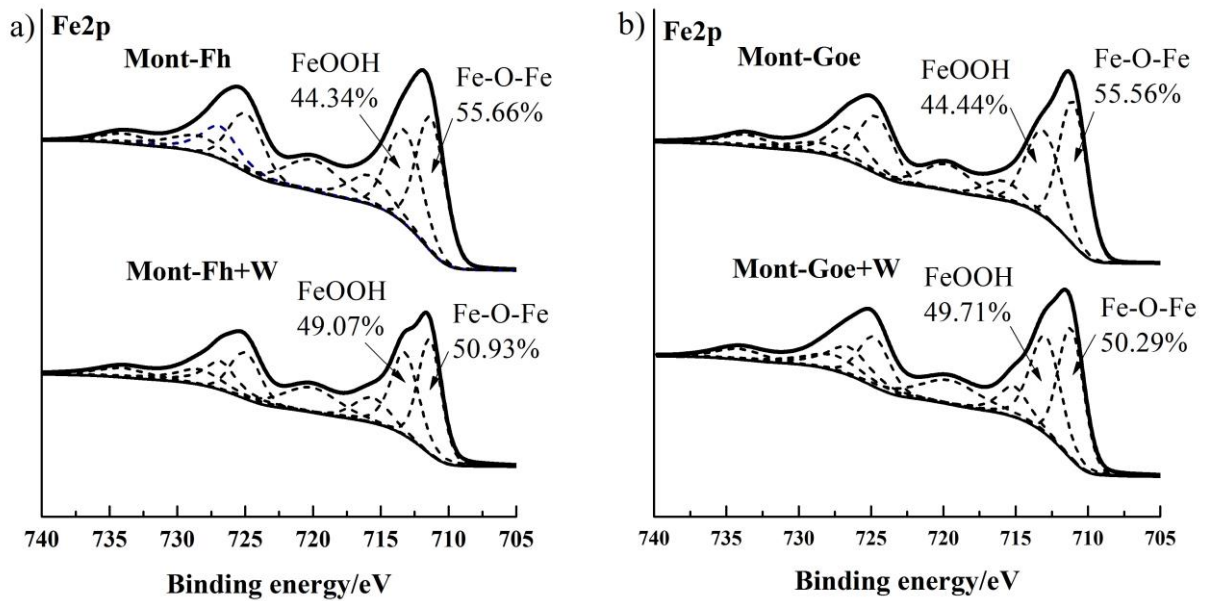 a)
Fe2p
Mont-Fh
FeOOH
44.34%
Fe-O-Fe
55.66%
Mont-Fh+W
FeOOH
49.07%
Fe-O-Fe
50.93%
740 735 730 725 720 715 710 705
Binding energy/eV
b)
Fe2p
Mont-Goe
FeOOH
44.44%
Fe-O-Fe
55.56%
Mont-Goe+W
FeOOH
49.71%
Fe-O-Fe
50.29%
740 735 730 725 720 715 710 705
Binding energy/eV